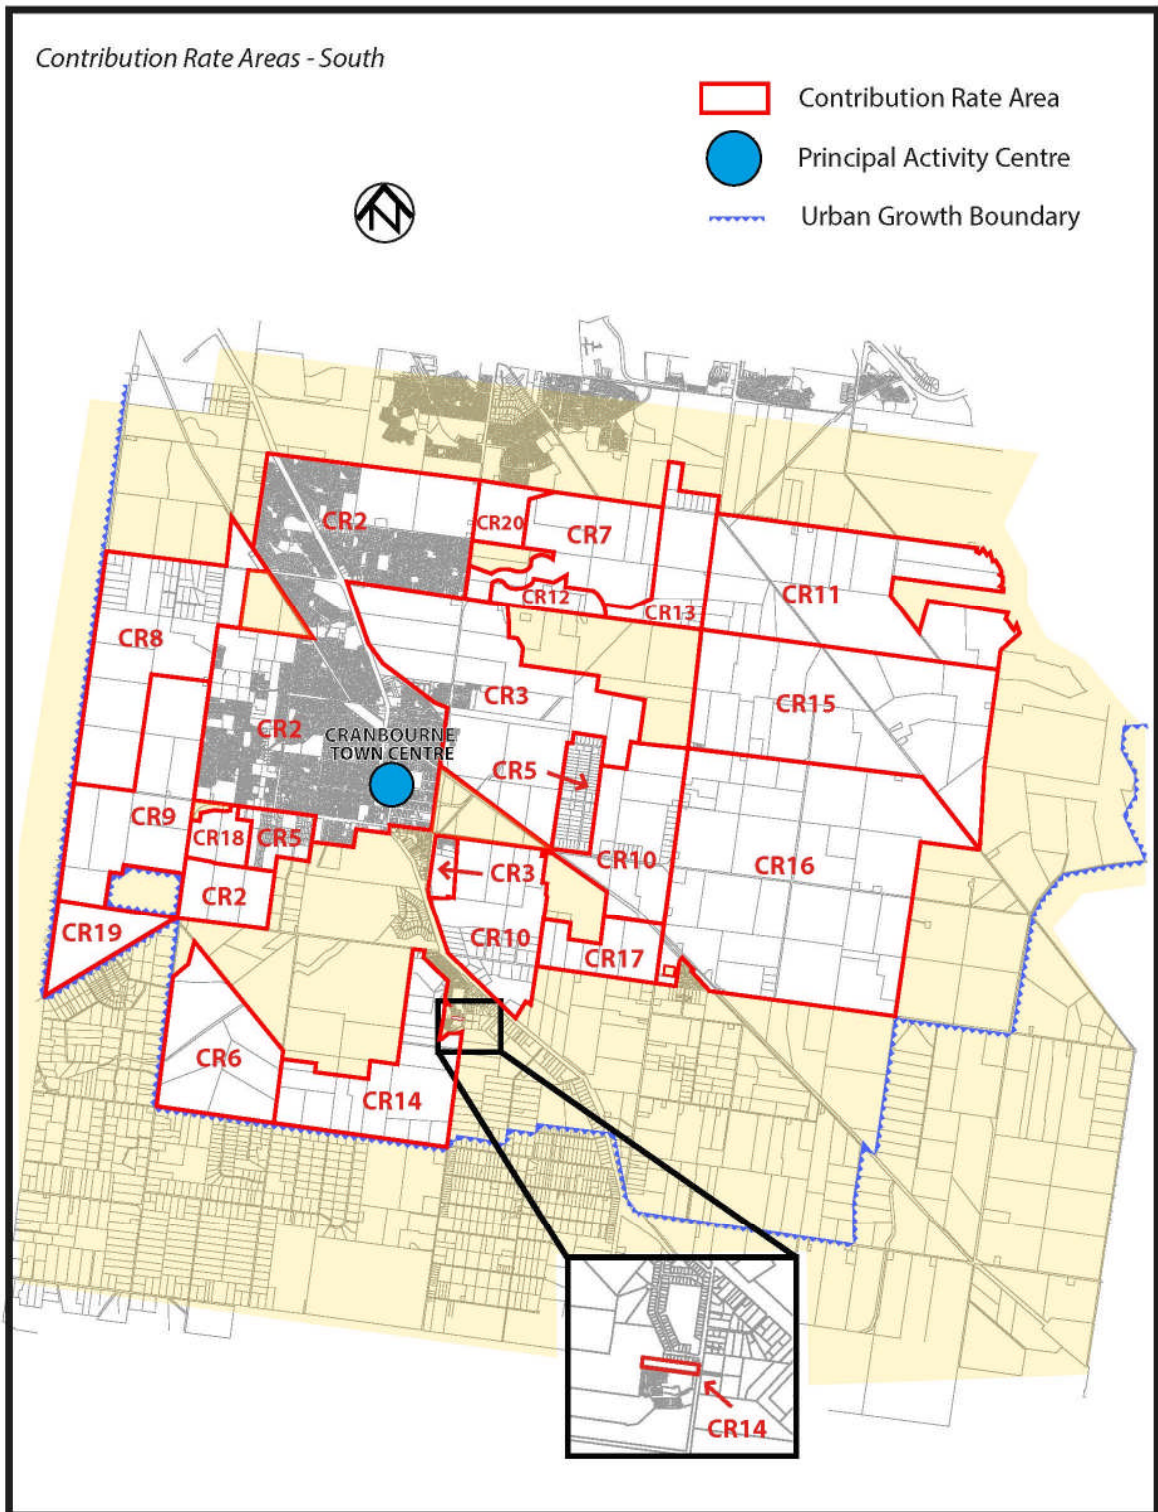 Contribution Rate Areas - South
Contribution Rate Area
Principal Activity Centre
Urban Growth Boundary
N
CR2
CR20
CR7
CR12
CR13
CR11
CR8
CR3
CR15
CR2
CRANBOURNE
TOWN CENTRE
CR5
CR9
CR18
CR5
CR3
CR10
CR16
CR2
CR19
CR10
CR17
CR6
CR14
CR14